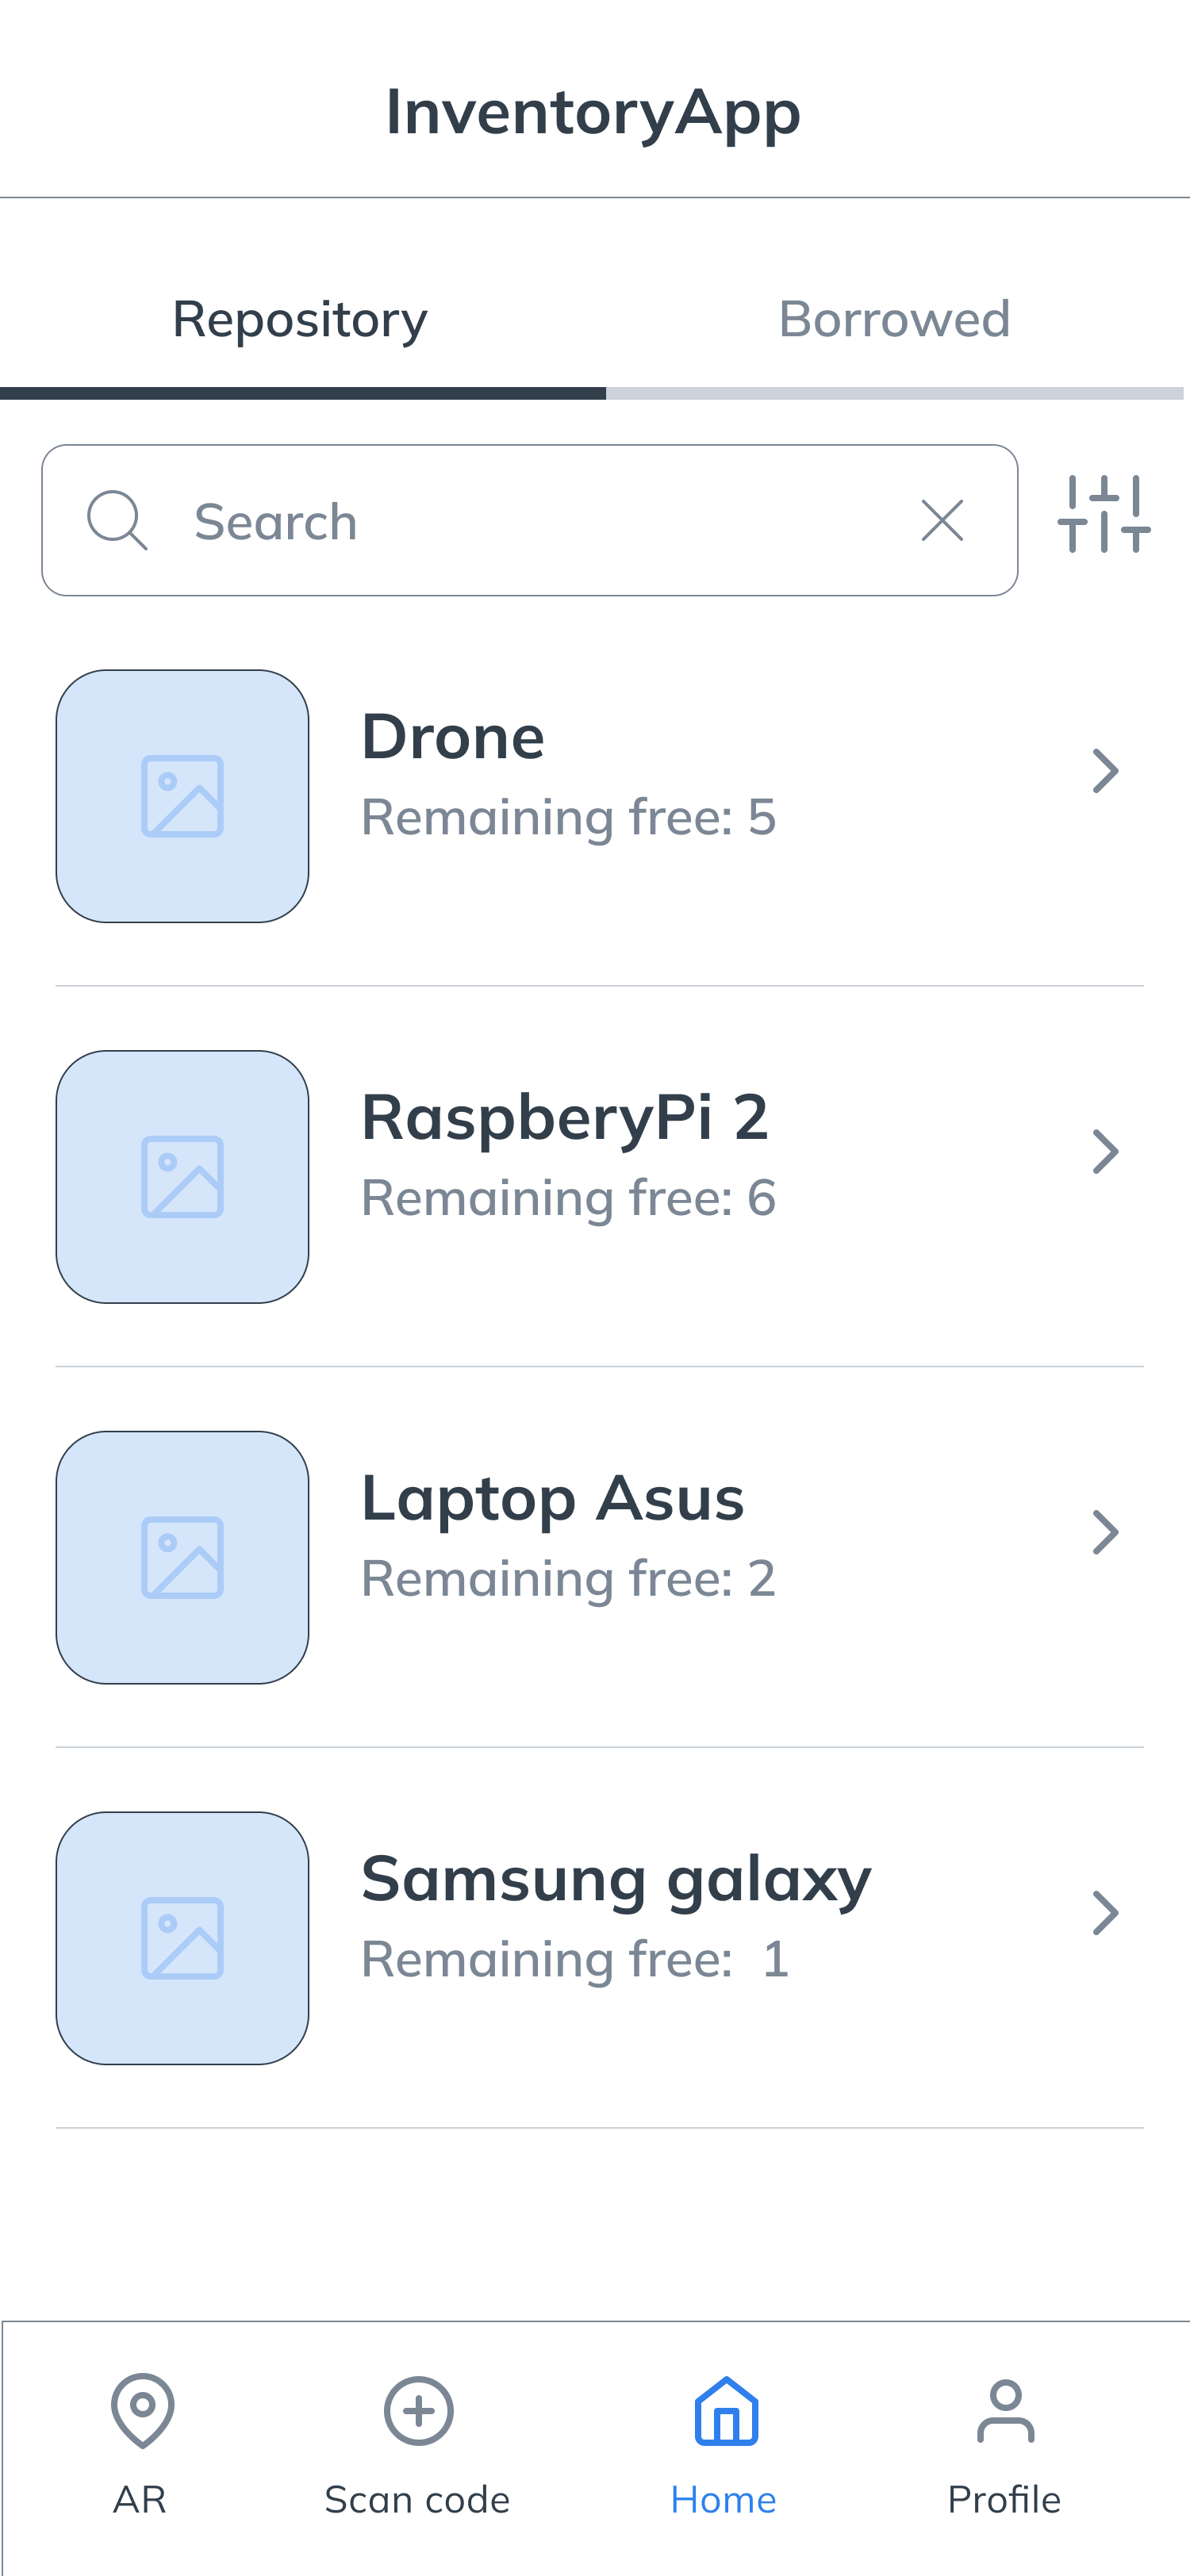 InventoryApp
Repository
Borrowed
Search
Drone
Remaining free: 5
RaspberyPi 2
Remaining free: 6
Laptop Asus
Remaining free: 2
Samsung galaxy
Remaining free:  1
AR
Scan code
Home
Profile